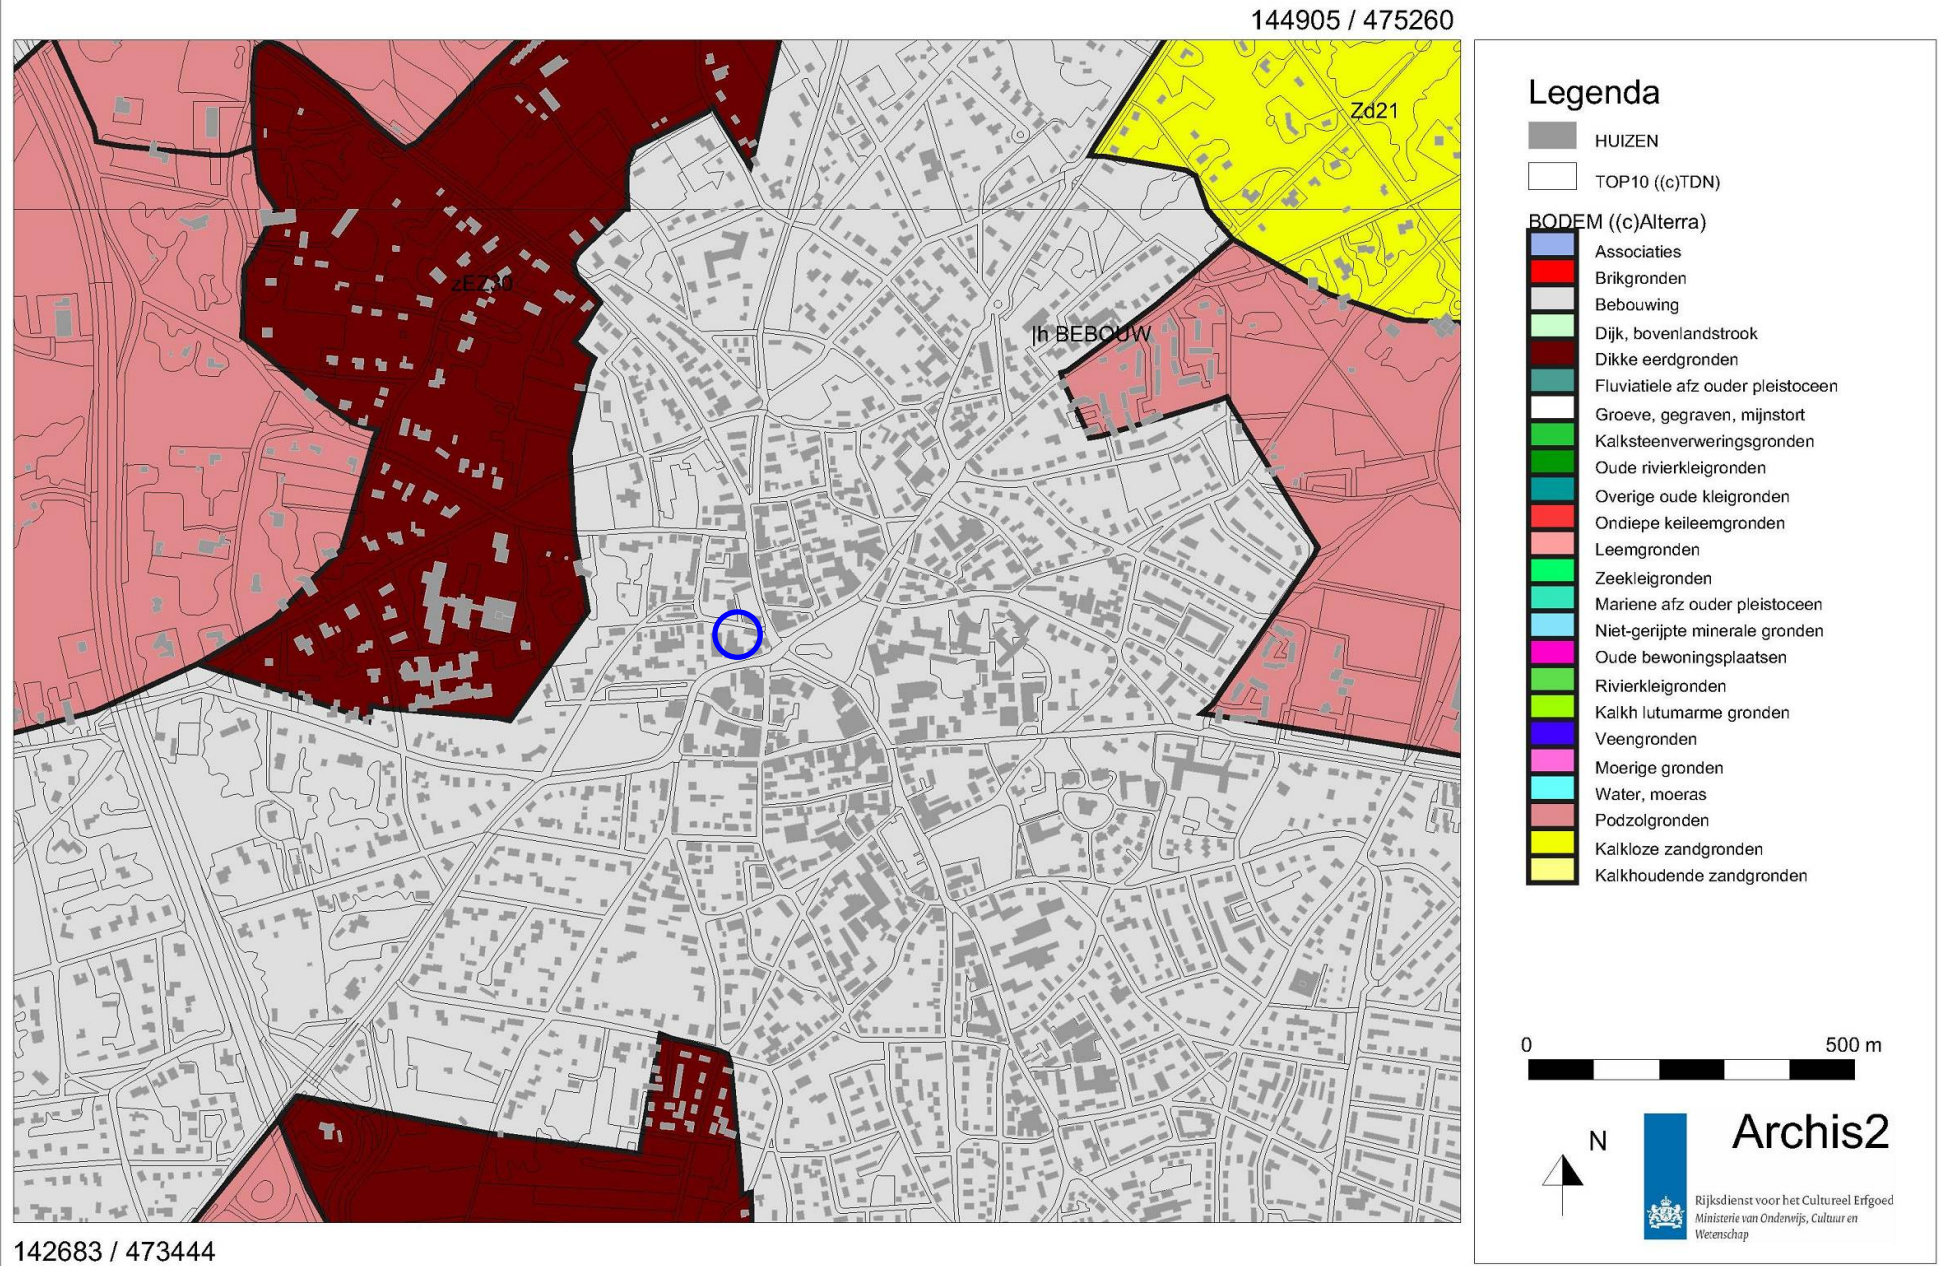 144905 / 475260
Zd21
zEZ30
|h BEBOUW
142683 / 473444
Legenda
HUIZEN
TOP10 ((c)TDN)
BODEM ((c)Alterra)
Associaties
Brikgronden
Bebouwing
Dijk, bovenlandstrook
Dikke eerdgronden
Fluviatiele afz ouder pleistoceen
Groeve, gegraven, mijnstort
Kalksteenverweringsgronden
Oude rivierkleigronden
Overige oude kleigronden
Ondiepe keileemgronden
Leemgronden
Zeekleigronden
Mariene afz ouder pleistoceen
Niet-gerijpte minerale gronden
Oude bewoningsplaatsen
Rivierkleigronden
Kalkh lutumarme gronden
Veengronden
Moerige gronden
Water, moeras
Podzolgronden
Kalkloze zandgronden
Kalkhoudende zandgronden
0 500 m
N
Archis2
Rijksdienst voor het Cultureel Erfgoed
Ministerie van Onderwijs, Cultuur en
Wetenschap